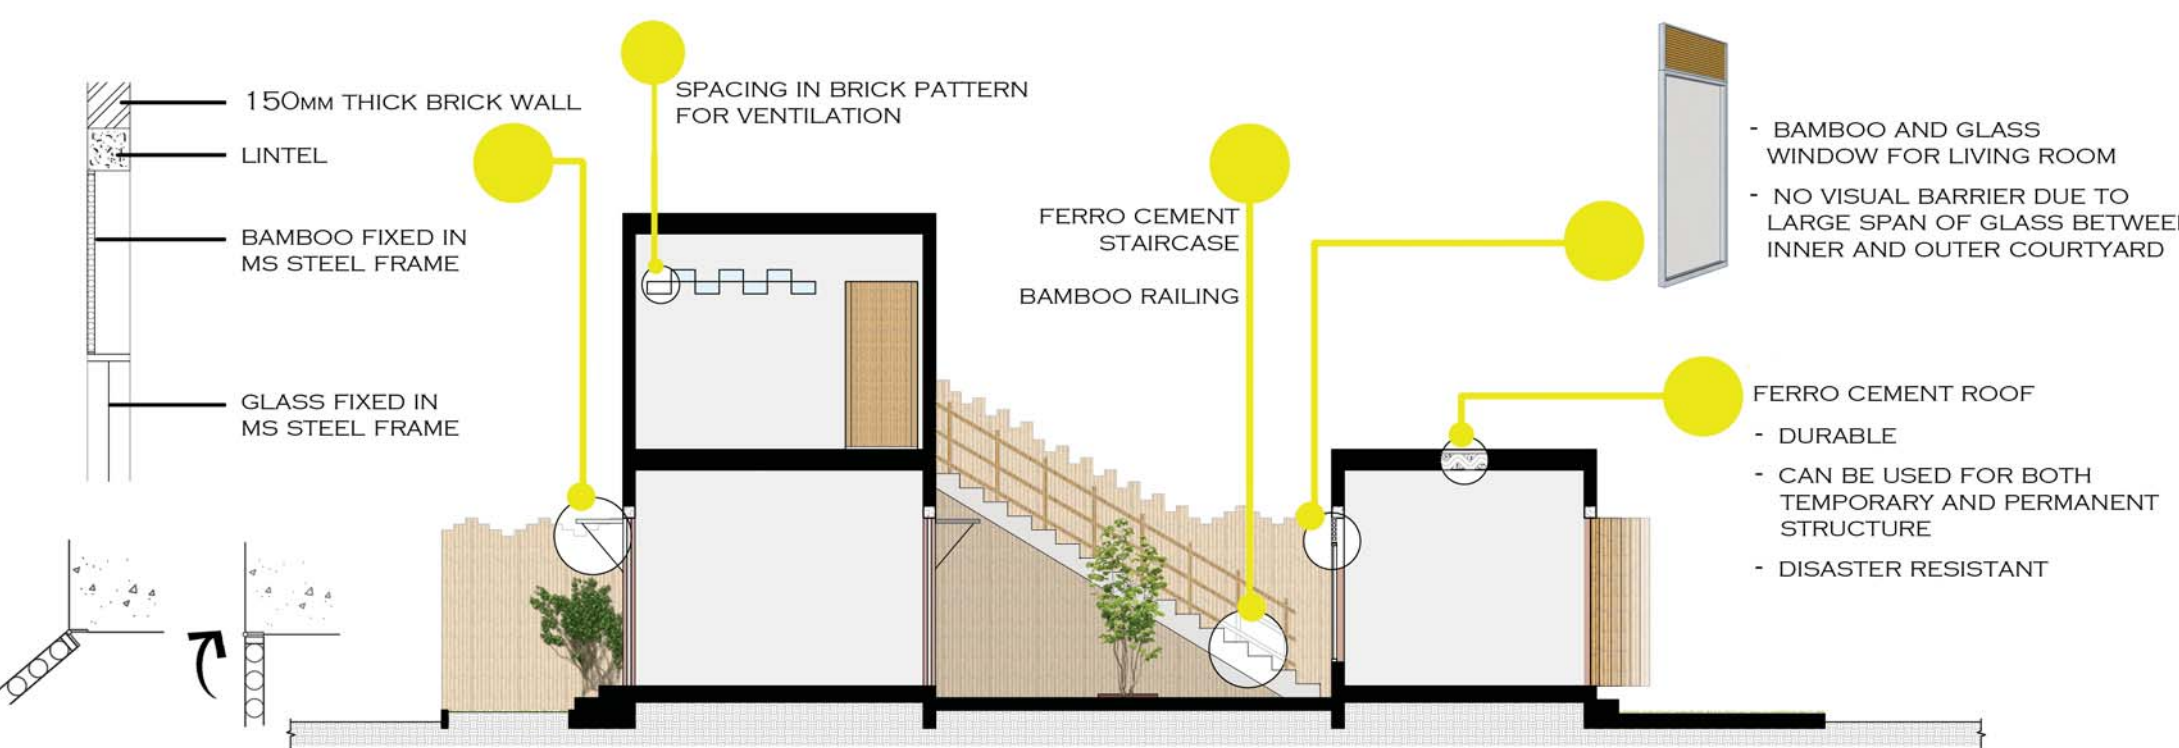 150MM THICK BRICK WALL
LINTEL
BAMBOO FIXED IN
MS STEEL FRAME
GLASS FIXED IN
MS STEEL FRAME
SPACING IN BRICK PATTERN
FOR VENTILATION
FERRO CEMENT
STAIRCASE
BAMBOO RAILING
- BAMBOO AND GLASS
WINDOW FOR LIVING ROOM
- NO VISUAL BARRIER DUE TO
LARGE SPAN OF GLASS BETWEEN
INNER AND OUTER COURTYARD
FERRO CEMENT ROOF
- DURABLE
- CAN BE USED FOR BOTH
TEMPORARY AND PERMANENT
STRUCTURE
- DISASTER RESISTANT